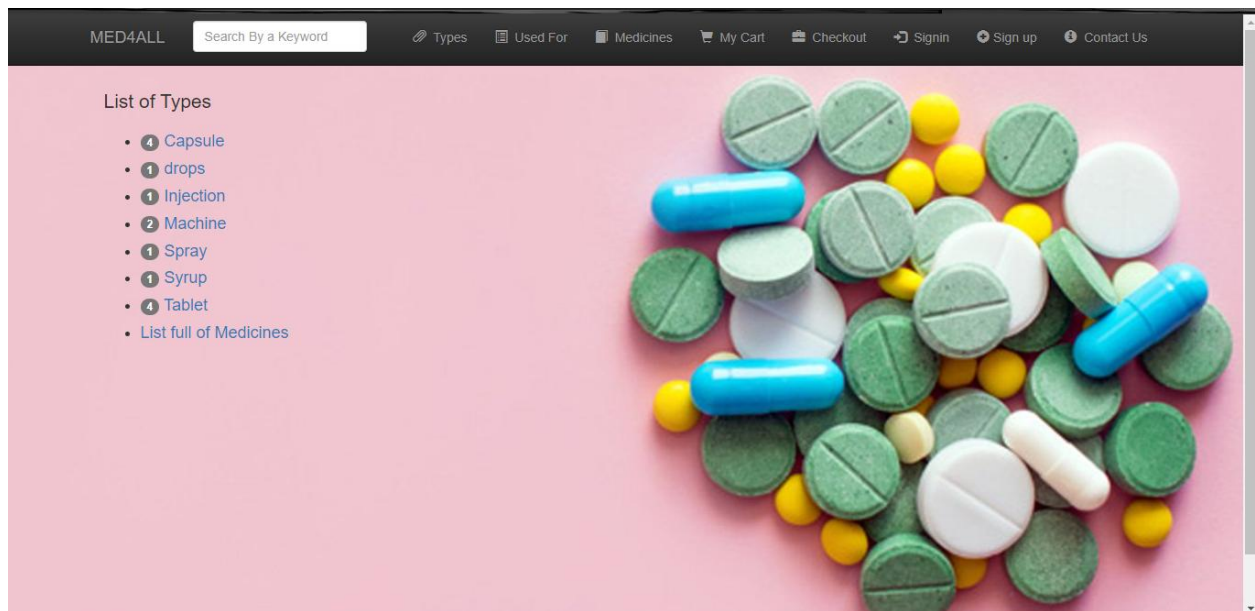 MED4ALL Search By a Keyword Types Used For Medicines My Cart Checkout Signin Sign up Contact Us
List of Types
4 Capsule
1 drops
1 Injection
2 Machine
1 Spray
1 Syrup
4 Tablet
List full of Medicines